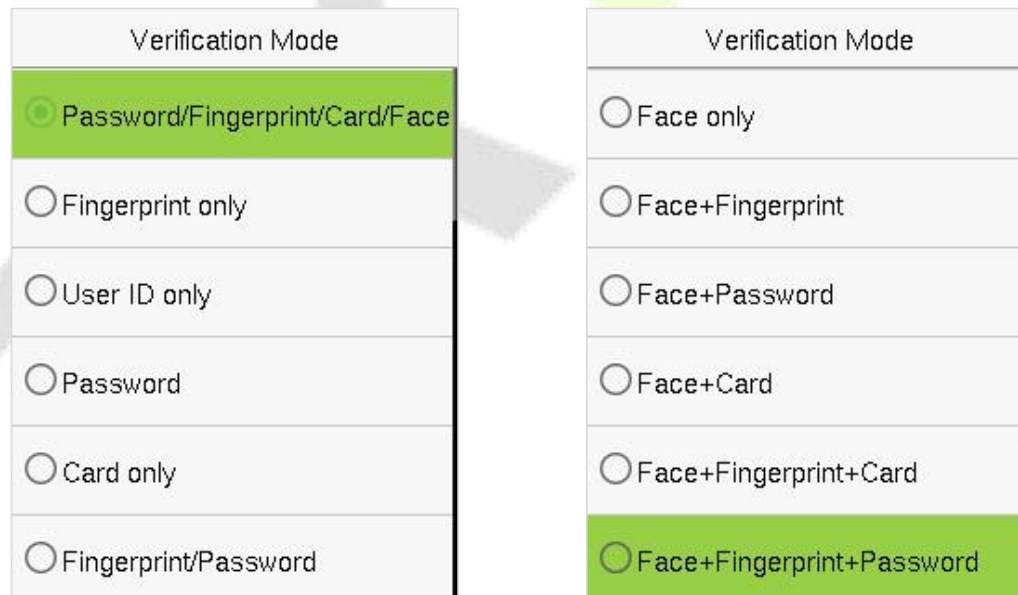 Verification Mode
Password/Fingerprint/Card/Face
Fingerprint only
User ID only
Password
Card only
Fingerprint/Password
Verification Mode
Face only
Face+Fingerprint
Face+Password
Face+Card
Face+Fingerprint+Card
Face+Fingerprint+Password